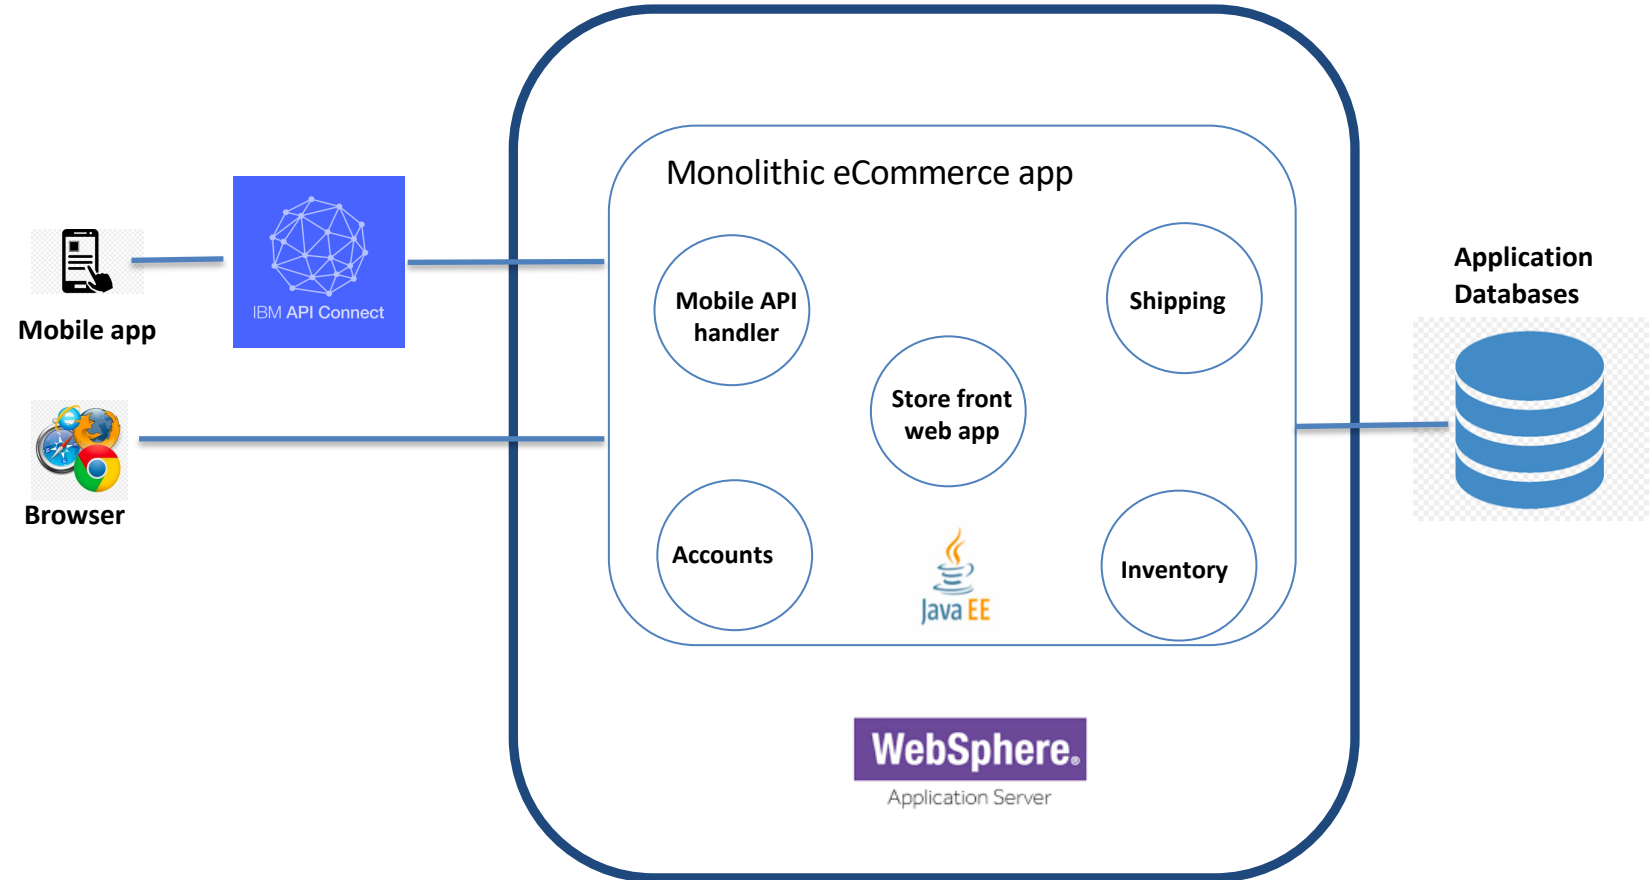 Monolithic eCommerce app
Mobile app
IBM API Connect
Browser
Mobile API
handler
Shipping
Store front
web app
Accounts
Inventory
Java EE
Application
Databases
WebSphere®
Application Server